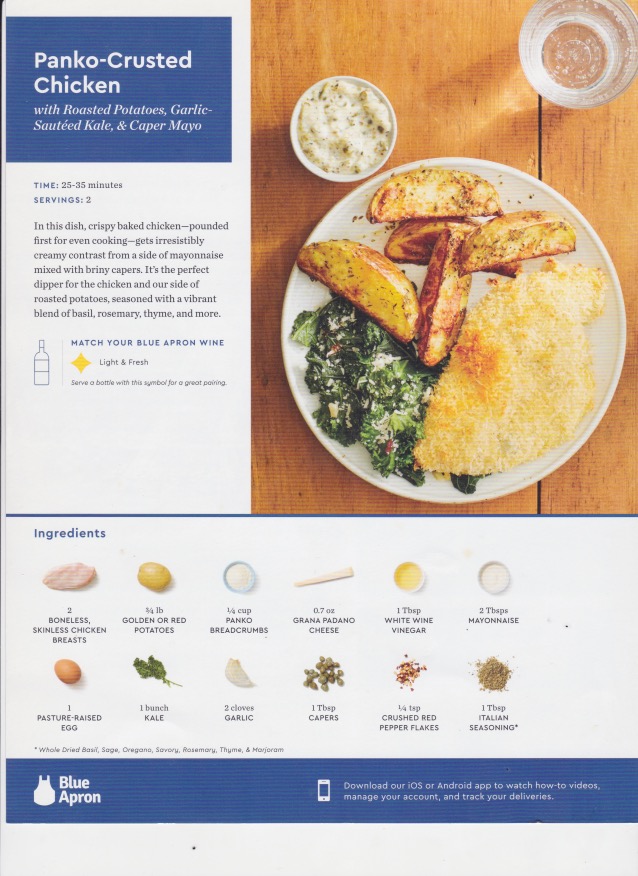 Panko-Crusted
Chicken
with Roasted Potatoes, Garlic-
Sautéed Kale, & Caper Mayo
TIME: 25-35 minutes
SERVINGS: 2
In this dish, crispy baked chicken—pounded
first for even cooking—gets irresistibly
creamy contrast from a side of mayonnaise
mixed with briny capers. It's the perfect
dipper for the chicken and our side of
roasted potatoes, seasoned with a vibrant
blend of basil, rosemary, thyme, and more.
MATCH YOUR BLUE APRON WINE
Light & Fresh
Serve a bottle with this symbol for a great pairing.
Ingredients
2
BONELESS,
SKINLESS CHICKEN
BREASTS
¾ lb
GOLDEN OR RED
POTATOES
¼ cup
PANKO
BREADCRUMBS
0.7 oz
GRANA PADANO
CHEESE
1 Tbsp
WHITE WINE
VINEGAR
2 Tbsps
MAYONNAISE
1
PASTURE-RAISED
EGG
1 bunch
KALE
2 cloves
GARLIC
1 Tbsp
CAPERS
¼ tsp
CRUSHED RED
PEPPER FLAKES
1 Tbsp
ITALIAN
SEASONING*
* Whole Dried Basil, Sage, Oregano, Savory, Rosemary, Thyme, & Marjoram
Blue
Apron
Download our iOS or Android app to watch how-to videos,
manage your account, and track your deliveries.